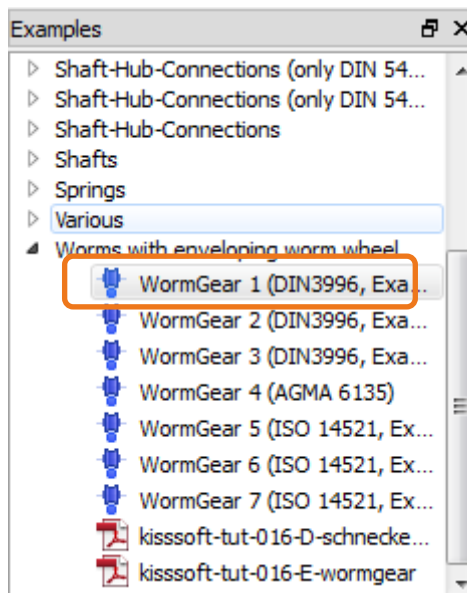 Examples
Shaft-Hub-Connections (only DIN 54...
Shaft-Hub-Connections (only DIN 54...
Shaft-Hub-Connections
Shafts
Springs
Various
Worms with enveloping worm wheel
WormGear 1 (DIN3996, Exa...
WormGear 2 (DIN3996, Exa...
WormGear 3 (DIN3996, Exa...
WormGear 4 (AGMA 6135)
WormGear 5 (ISO 14521, Ex...
WormGear 6 (ISO 14521, Ex...
WormGear 7 (ISO 14521, Ex...
kisssoft-tut-016-D-schnecke...
kisssoft-tut-016-E-wormgear